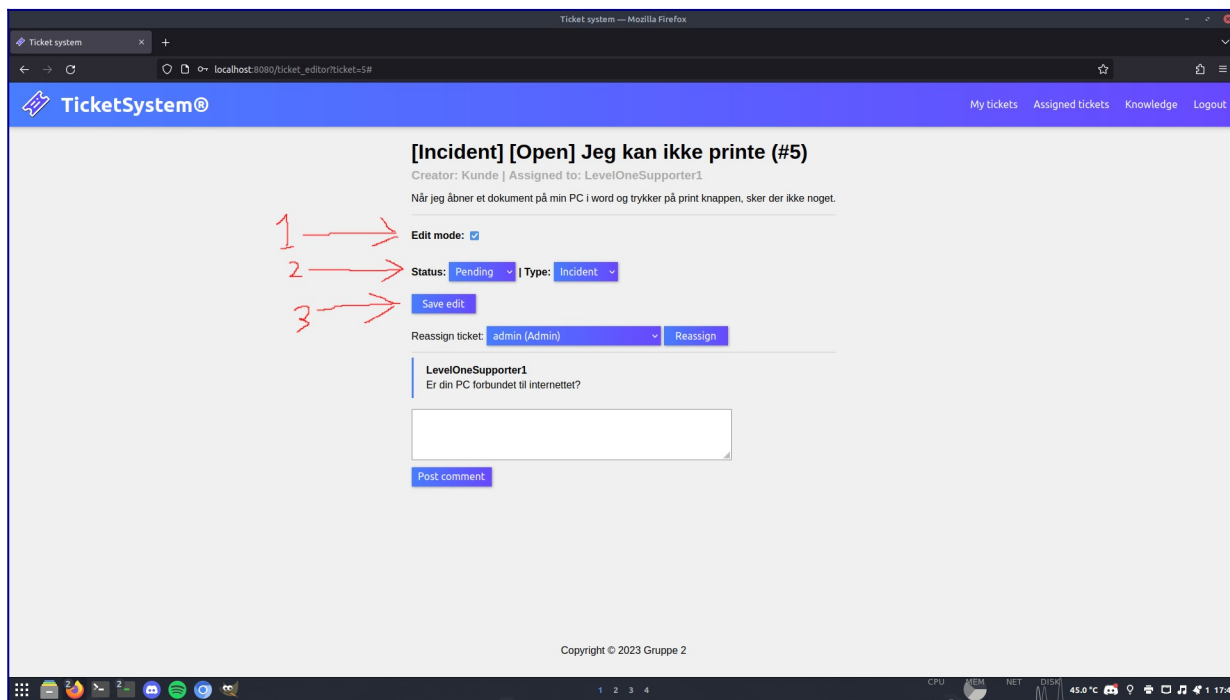 Ticket system — Mozilla Firefox
Ticket system
localhost:8080/ticket_editor?ticket=5#
TicketSystem®
My tickets Assigned tickets Knowledge Logout
[Incident] [Open] Jeg kan ikke printe (#5)
Creator: Kunde | Assigned to: LevelOneSupporter1
Når jeg åbner et dokument på min PC i word og trykker på print knappen, sker der ikke noget.
1 Edit mode:
2 Status: Pending | Type: Incident
3 Save edit
Reassign ticket: admin (Admin) Reassign
LevelOneSupporter1
Er din PC forbundet til internettet?
Post comment
Copyright © 2023 Gruppe 2
2 2 1 2 3 4 CPU MEM NET DISK 45.0°C 1